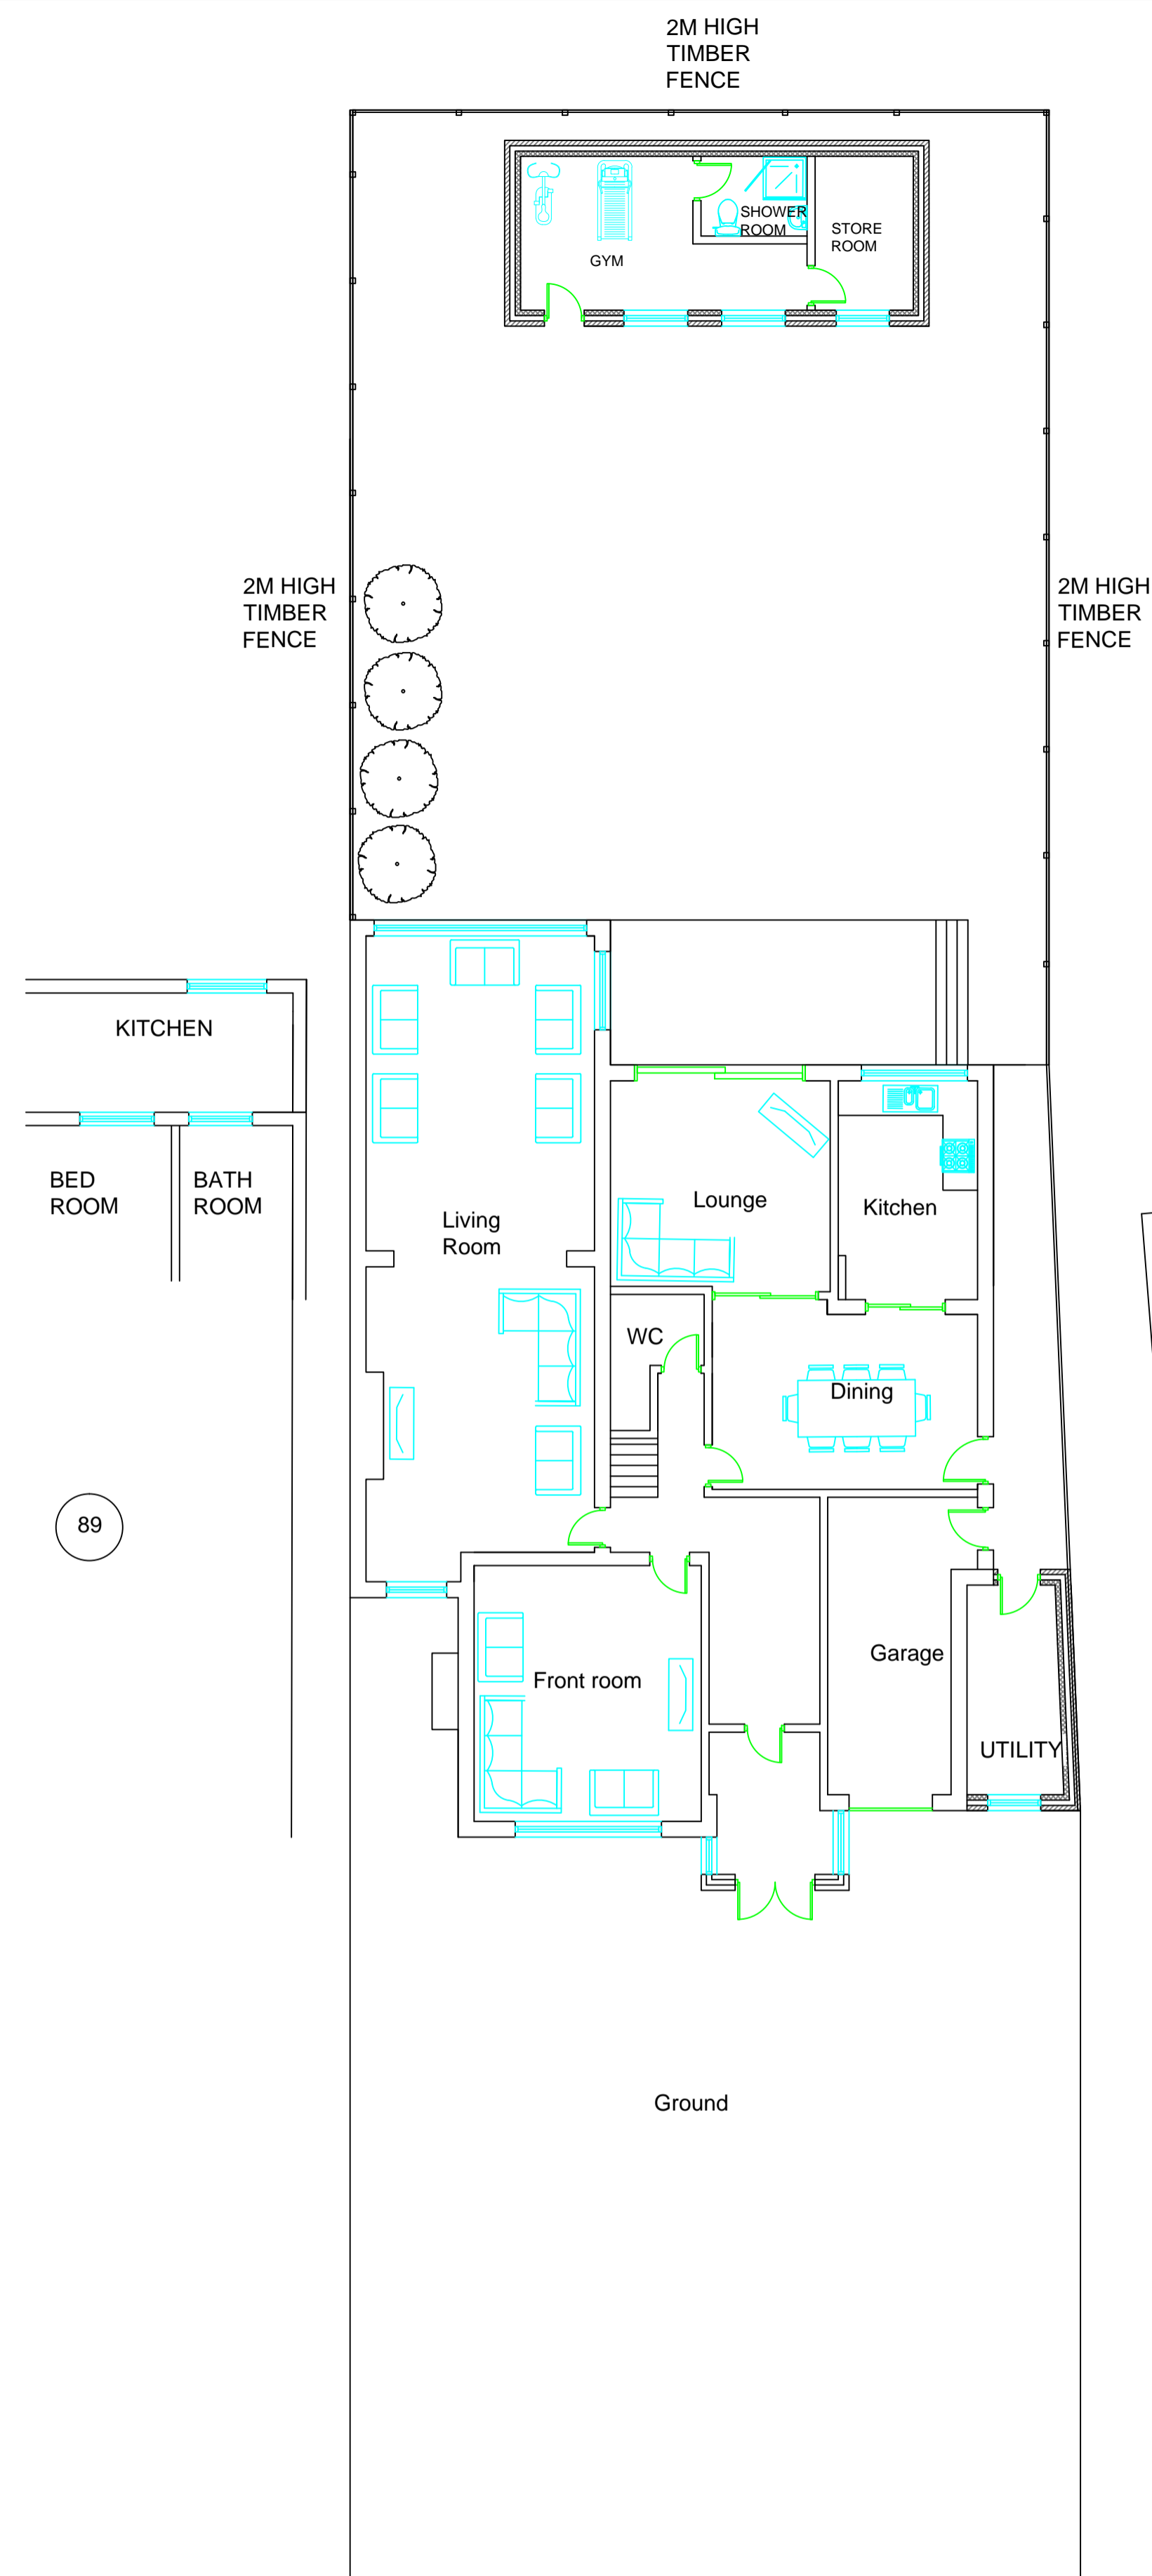 2M HIGH
TIMBER
FENCE
SHOWER
ROOM
STORE
ROOM
GYM
2M HIGH
TIMBER
FENCE
2M HIGH
TIMBER
FENCE
KITCHEN
BED
ROOM
BATH
ROOM
Living
Room
Lounge
Kitchen
WC
Dining
89
Garage
Front room
UTILITY
Ground